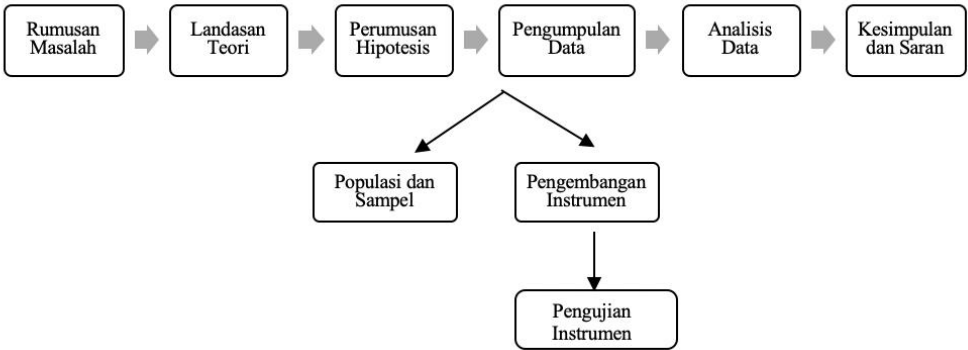 Rumusan
Masalah
Landasan
Teori
Perumusan
Hipotesis
Pengumpulan
Data
Analisis
Data
Kesimpulan
dan Saran
Populasi dan
Sampel
Pengembangan
Instrumen
Pengujian
Instrumen